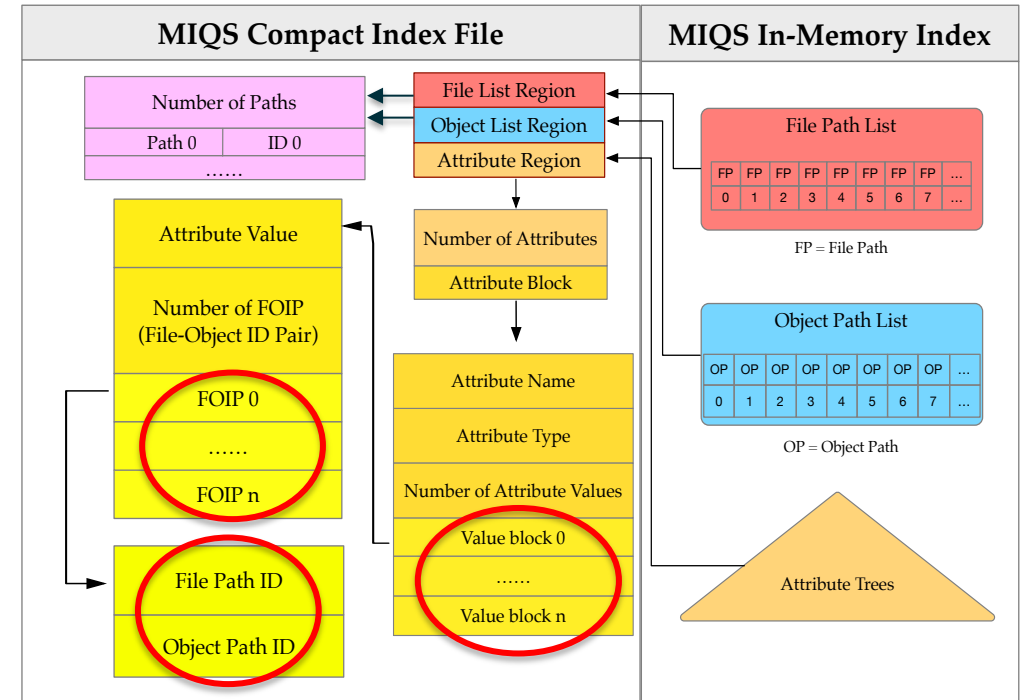 MIQS Compact Index File
Number of Paths
Path 0 ID 0
......
File List Region
Object List Region
Attribute Region
Number of Attributes
Attribute Block
Attribute Value
Number of FOIP
(File-Object ID Pair)
FOIP 0
......
FOIP n
File Path ID
Object Path ID
Attribute Name
Attribute Type
Number of Attribute Values
Value block 0
......
Value block n
MIQS In-Memory Index
File Path List
FP FP FP FP FP FP FP FP ...
0 1 2 3 4 5 6 7 ...
FP = File Path
Object Path List
OP OP OP OP OP OP OP OP ...
0 1 2 3 4 5 6 7 ...
OP = Object Path
Attribute Trees